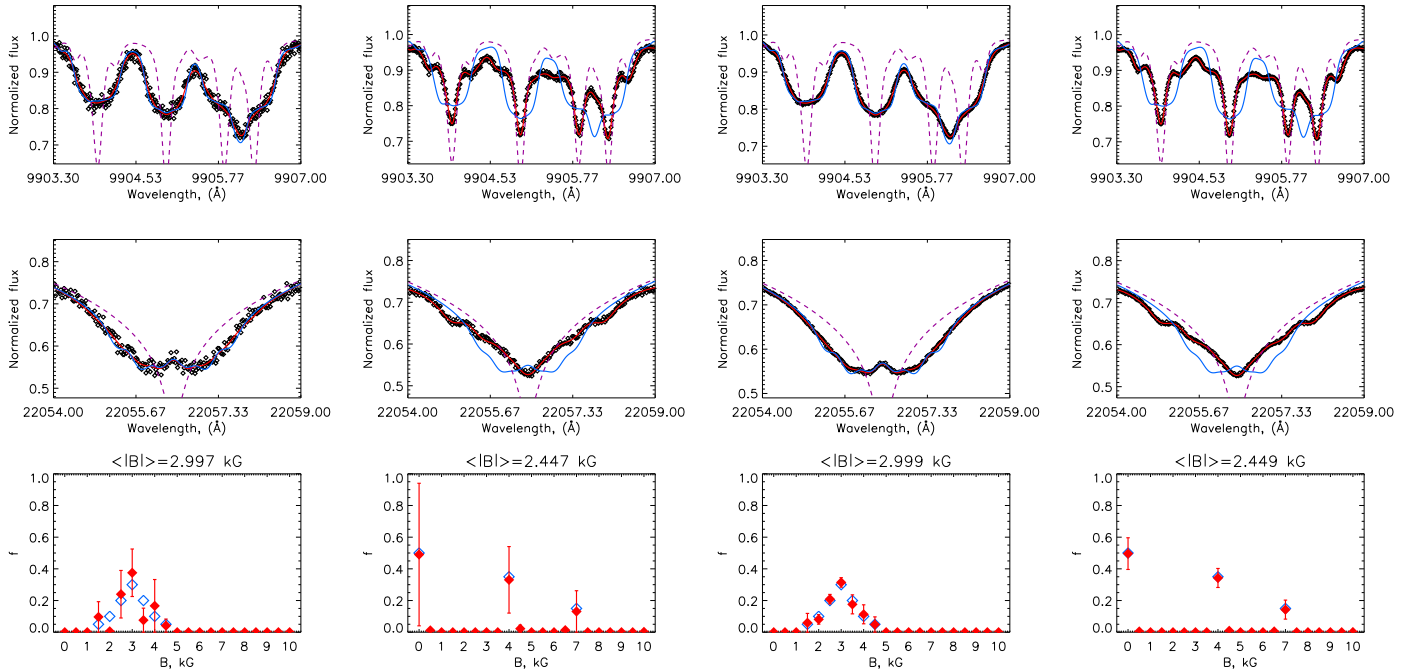 1.0
0.9
0.8
0.7
Normalized flux
9903.30 9904.53 9905.77 9907.00
Wavelength, (Å)
1.0
0.9
0.8
0.7
Normalized flux
9903.30 9904.53 9905.77 9907.00
Wavelength, (Å)
1.0
0.9
0.8
0.7
Normalized flux
9903.30 9904.53 9905.77 9907.00
Wavelength, (Å)
1.0
0.9
0.8
0.7
Normalized flux
9903.30 9904.53 9905.77 9907.00
Wavelength, (Å)
0.8
0.7
0.6
0.5
Normalized flux
22054.00 22055.67 22057.33 22059.00
Wavelength, (Å)
0.8
0.7
0.6
0.5
Normalized flux
22054.00 22055.67 22057.33 22059.00
Wavelength, (Å)
0.8
0.7
0.6
0.5
Normalized flux
22054.00 22055.67 22057.33 22059.00
Wavelength, (Å)
0.8
0.7
0.6
0.5
Normalized flux
22054.00 22055.67 22057.33 22059.00
Wavelength, (Å)
<|B|>=2.997 kG
1.0
0.8
0.6
0.4
0.2
0.0
f
0 1 2 3 4 5 6 7 8 9 10
B, kG
<|B|>=2.447 kG
1.0
0.8
0.6
0.4
0.2
0.0
f
0 1 2 3 4 5 6 7 8 9 10
B, kG
<|B|>=2.999 kG
1.0
0.8
0.6
0.4
0.2
0.0
f
0 1 2 3 4 5 6 7 8 9 10
B, kG
<|B|>=2.449 kG
1.0
0.8
0.6
0.4
0.2
0.0
f
0 1 2 3 4 5 6 7 8 9 10
B, kG